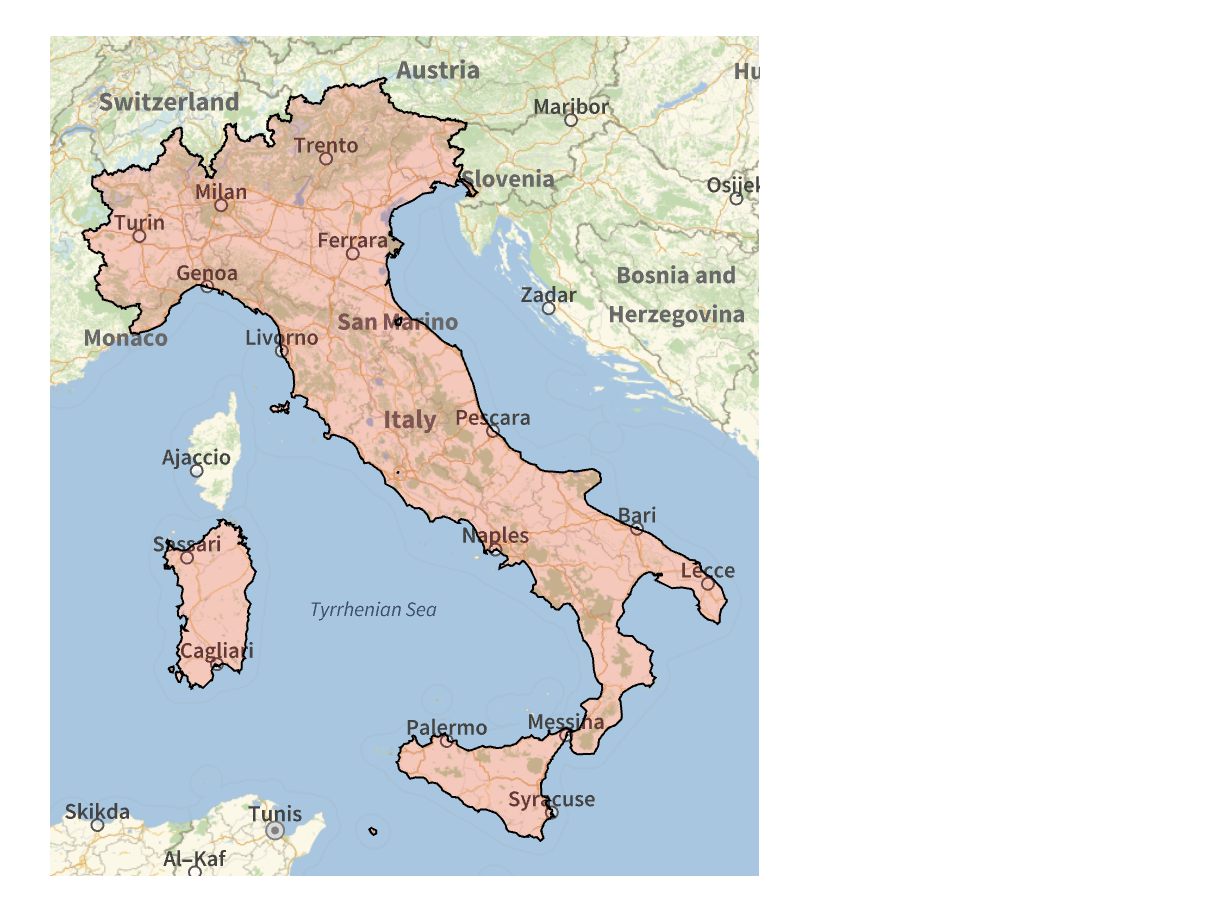 Austria
Hu
Switzerland
Maribor
Trento
Slovenia
Osijek
Milan
Turin
Ferrara
Genoa
Bosnia and
Herzegovina
Zadar
San Marino
Monaco
Livorno
Italy
Pescara
Ajaccio
Bari
Naples
Sassari
Lecce
Tyrrhenian Sea
Cagliari
Messina
Palermo
Syracuse
Skikda
Tunis
Al–Kaf